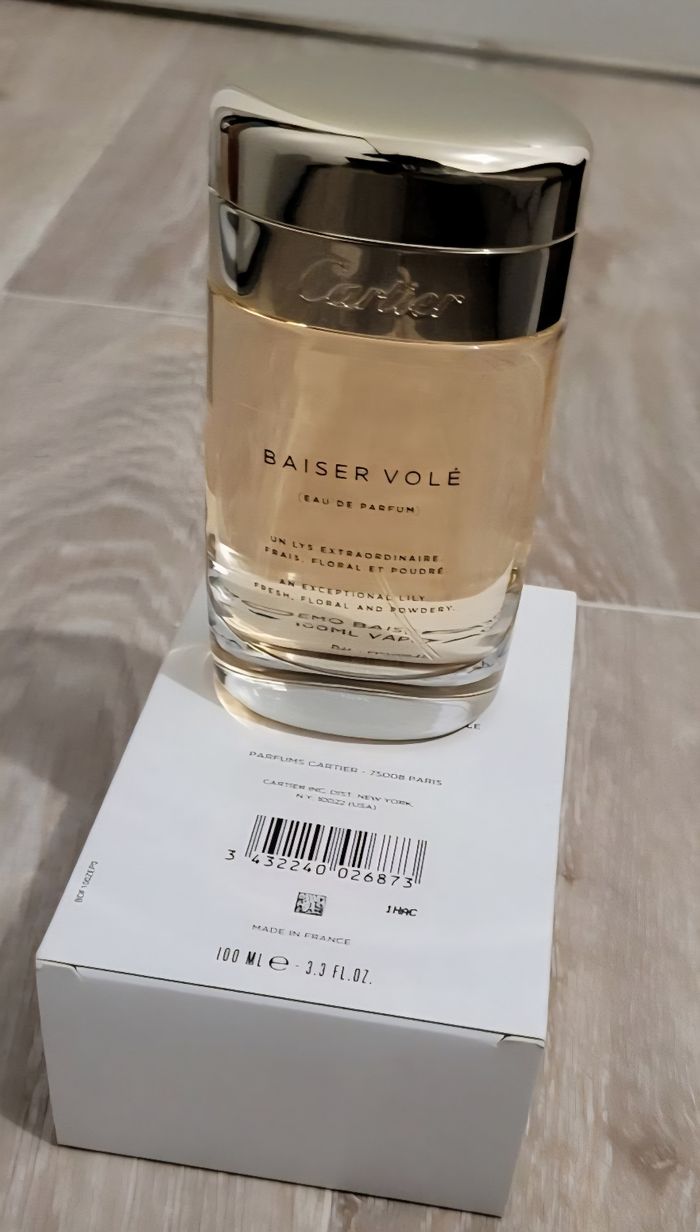 Cartier
BAISER VOLÉ
(EAU DE PARFUM)
UN LYS EXTRAORDINAIRE.
FRAIS, FLORAL ET POUDRÉ.
AN EXCEPTIONAL LILY.
FRESH, FLORAL AND POWDERY.
100ML
PARFUMS CARTIER - 75008 PARIS
CARTIER INC. DIST. NEW YORK
N.Y. 10022 (USA)
3 432240 026873
1HAC
MADE IN FRANCE
100 ML ℮ - 3.3 FL.OZ.